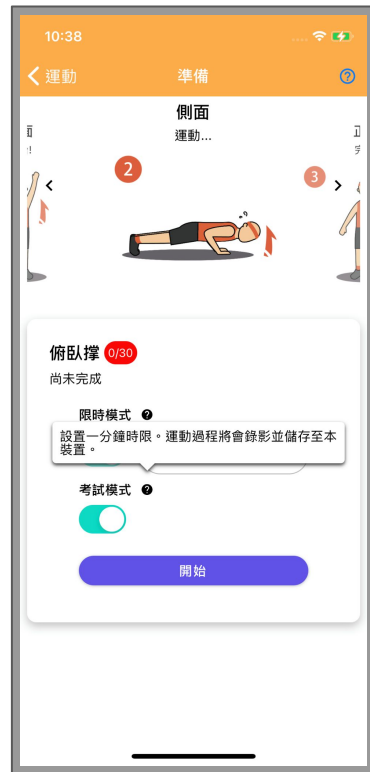 10:38
運動
準備
側面
運動...
2
3
俯臥撑 0/30
尚未完成
限時模式
設置一分鐘時限。運動過程將會錄影並儲存至本
裝置。
考試模式
開始